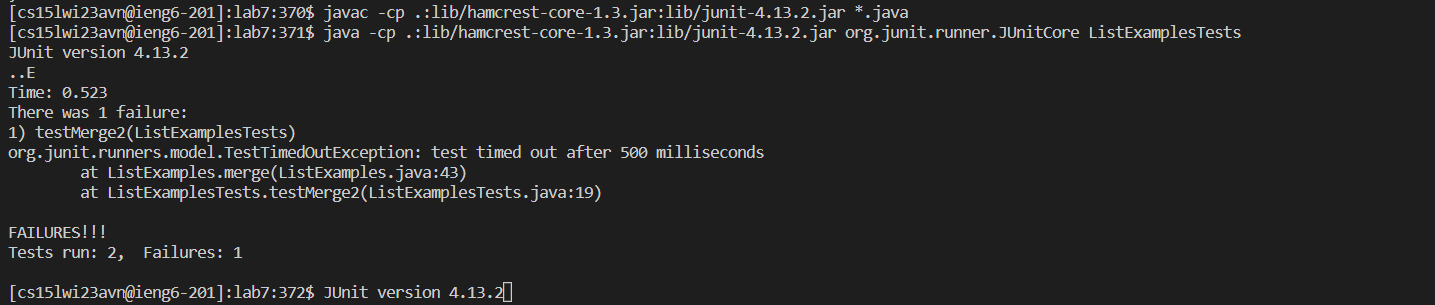 [cs15lwi23avn@ieng6-201]:lab7:370$ javac -cp .:lib/hamcrest-core-1.3.jar:lib/junit-4.13.2.jar *.java
[cs15lwi23avn@ieng6-201]:lab7:371$ java -cp .:lib/hamcrest-core-1.3.jar:lib/junit-4.13.2.jar org.junit.runner.JUnitCore ListExamplesTests
JUnit version 4.13.2
..E
Time: 0.523
There was 1 failure:
1) testMerge2(ListExamplesTests)
org.junit.runners.model.TestTimedOutException: test timed out after 500 milliseconds
        at ListExamples.merge(ListExamples.java:43)
        at ListExamplesTests.testMerge2(ListExamplesTests.java:19)
FAILURES!!!
Tests run: 2,  Failures: 1
[cs15lwi23avn@ieng6-201]:lab7:372$ JUnit version 4.13.2